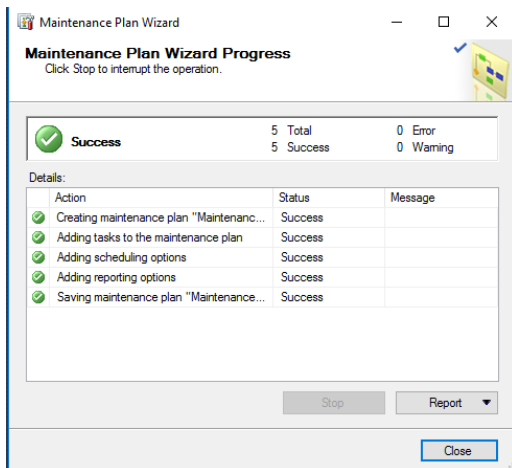 Maintenance Plan Wizard
Maintenance Plan Wizard Progress
Click Stop to interrupt the operation.
Success 5 Total 0 Error
5 Success 0 Warning
Details:
Action Status Message
Creating maintenance plan "Maintenanc... Success
Adding tasks to the maintenance plan Success
Adding scheduling options Success
Adding reporting options Success
Saving maintenance plan "Maintenance... Success
Stop Report
Close